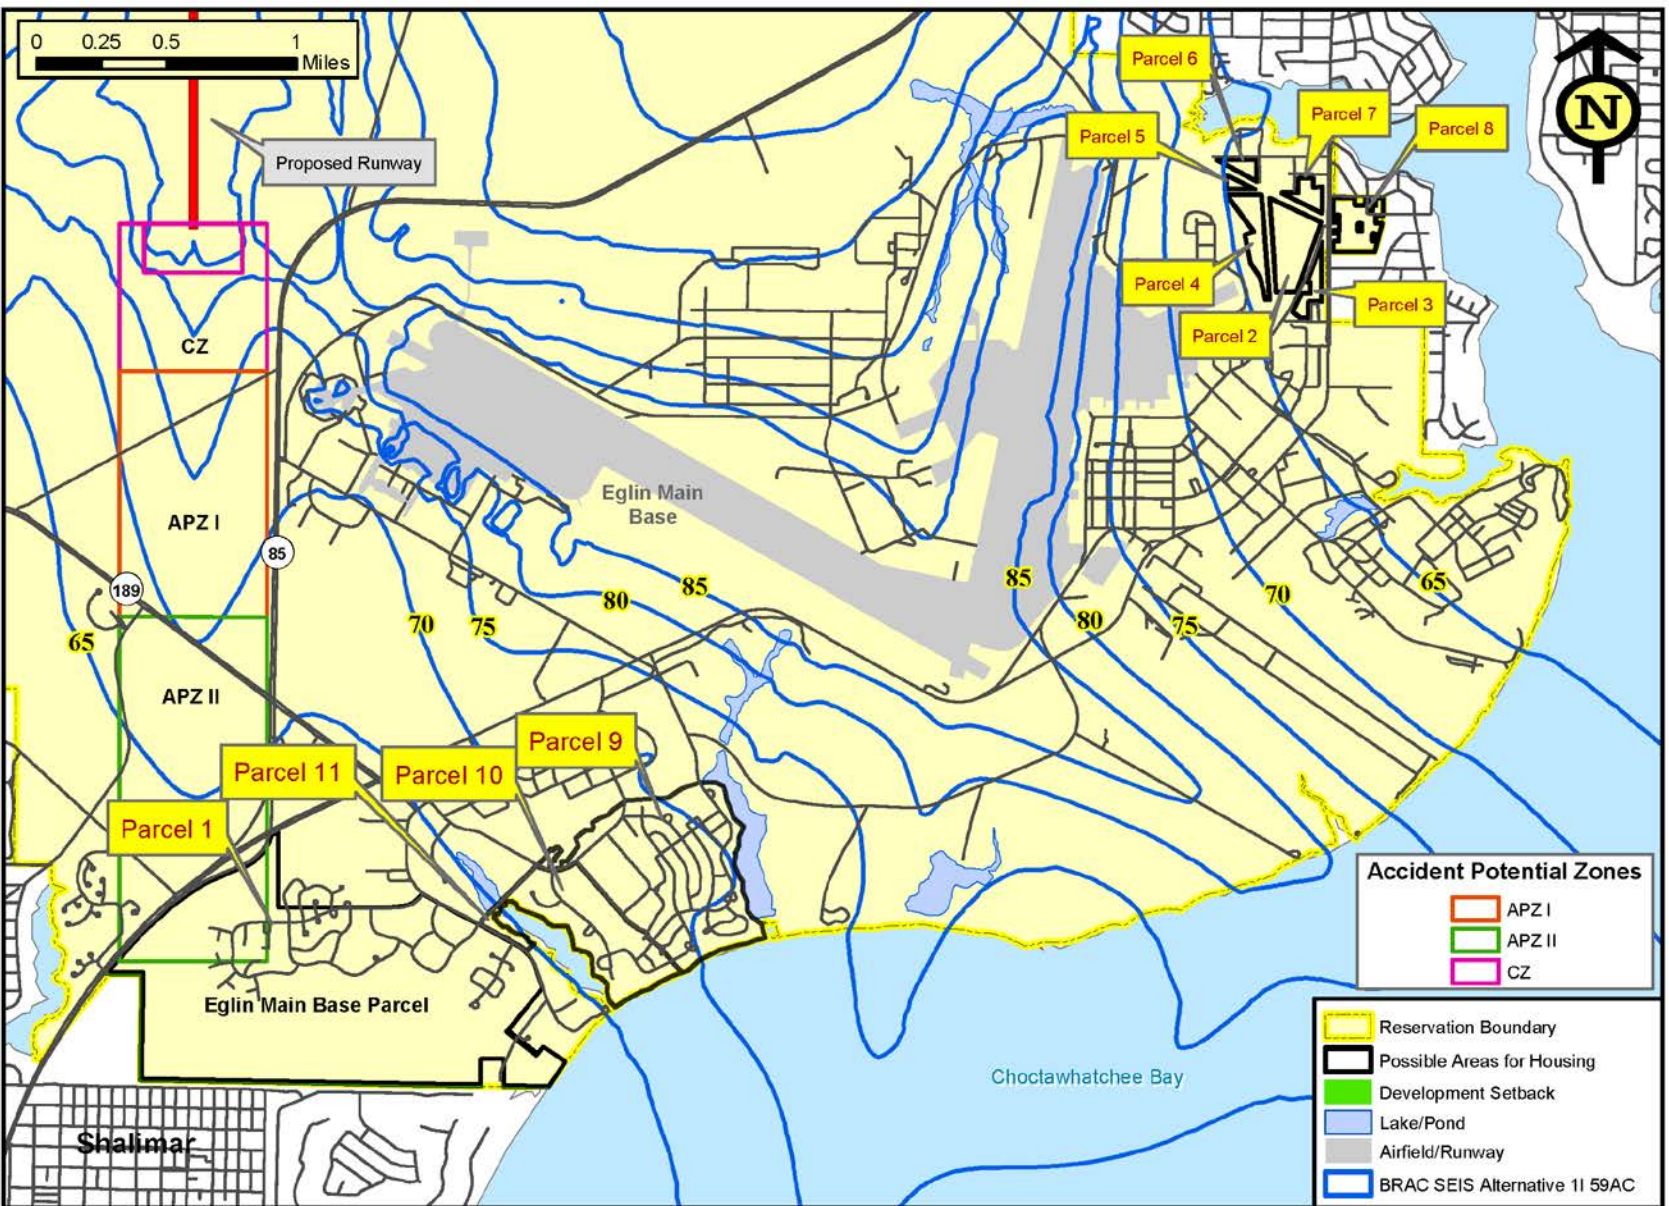 0 0.25 0.5 1
Miles
Proposed Runway
Parcel 6
Parcel 5
Parcel 7
Parcel 8
N
Parcel 4
Parcel 3
Parcel 2
CZ
APZ I
Eglin Main
Base
85
189
65
70
75
80
85
85
80
75
70
65
APZ II
Parcel 9
Parcel 11
Parcel 10
Parcel 1
Eglin Main Base Parcel
Choctawhatchee Bay
Shalimar
Accident Potential Zones
APZ I
APZ II
CZ
Reservation Boundary
Possible Areas for Housing
Development Setback
Lake/Pond
Airfield/Runway
BRAC SEIS Alternative 1I 59AC